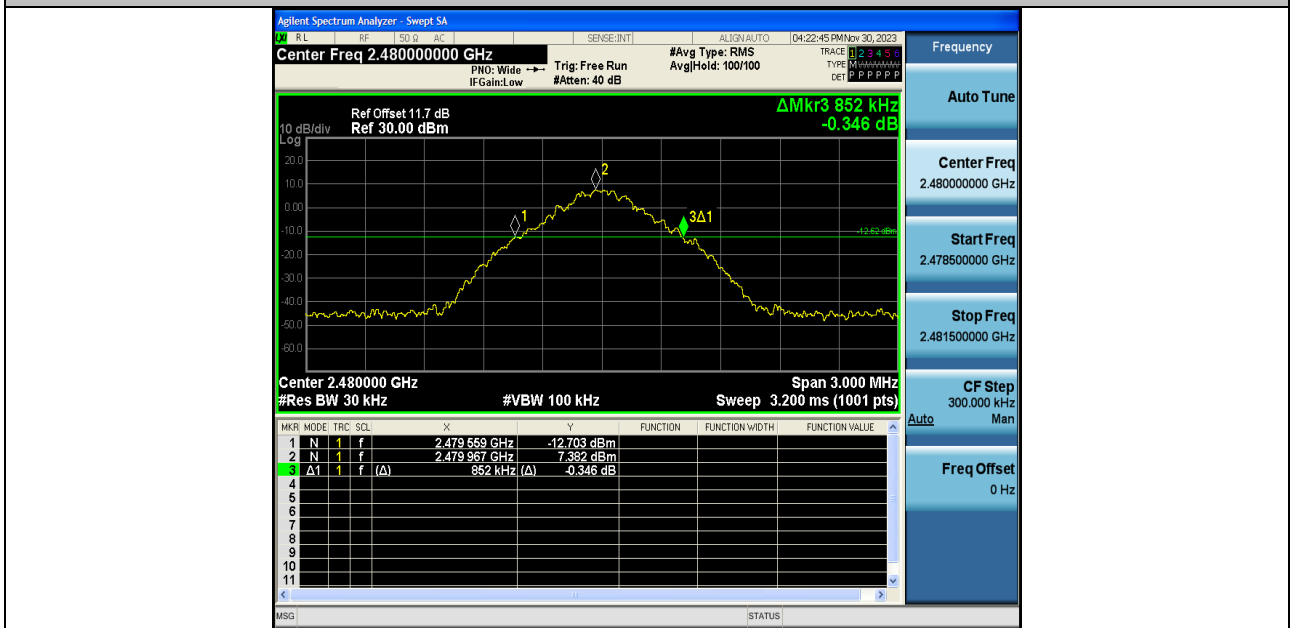 Agilent Spectrum Analyzer - Swept SA
RL RF 50 Ω AC SENSE:INT ALIGN AUTO 04:22:45 PM Nov 30, 2023
Center Freq 2.480000000 GHz
PNO: Wide
IFGain:Low
Trig: Free Run
#Atten: 40 dB
#Avg Type: RMS
Avg|Hold: 100/100
TRACE 1 2 3 4 5 6
TYPE M
DET P P P P P P
ΔMkr3 852 kHz
-0.346 dB
Ref Offset 11.7 dB
10 dB/div Ref 30.00 dBm
Log
20.0
10.0
0.00
-10.0
-20.0
-30.0
-40.0
-50.0
-60.0
1
2
3Δ1
-12.62 dBm
Center 2.480000 GHz Span 3.000 MHz
#Res BW 30 kHz #VBW 100 kHz Sweep 3.200 ms (1001 pts)
MKR MODE TRC SCL X Y FUNCTION FUNCTION WIDTH FUNCTION VALUE
1 N 1 f 2.479 559 GHz -12.703 dBm
2 N 1 f 2.479 967 GHz 7.382 dBm
3 Δ1 1 f (Δ) 852 kHz (Δ) -0.346 dB
4
5
6
7
8
9
10
11
MSG STATUS
Frequency
Auto Tune
Center Freq
2.480000000 GHz
Start Freq
2.478500000 GHz
Stop Freq
2.481500000 GHz
CF Step
300.000 kHz
Auto Man
Freq Offset
0 Hz